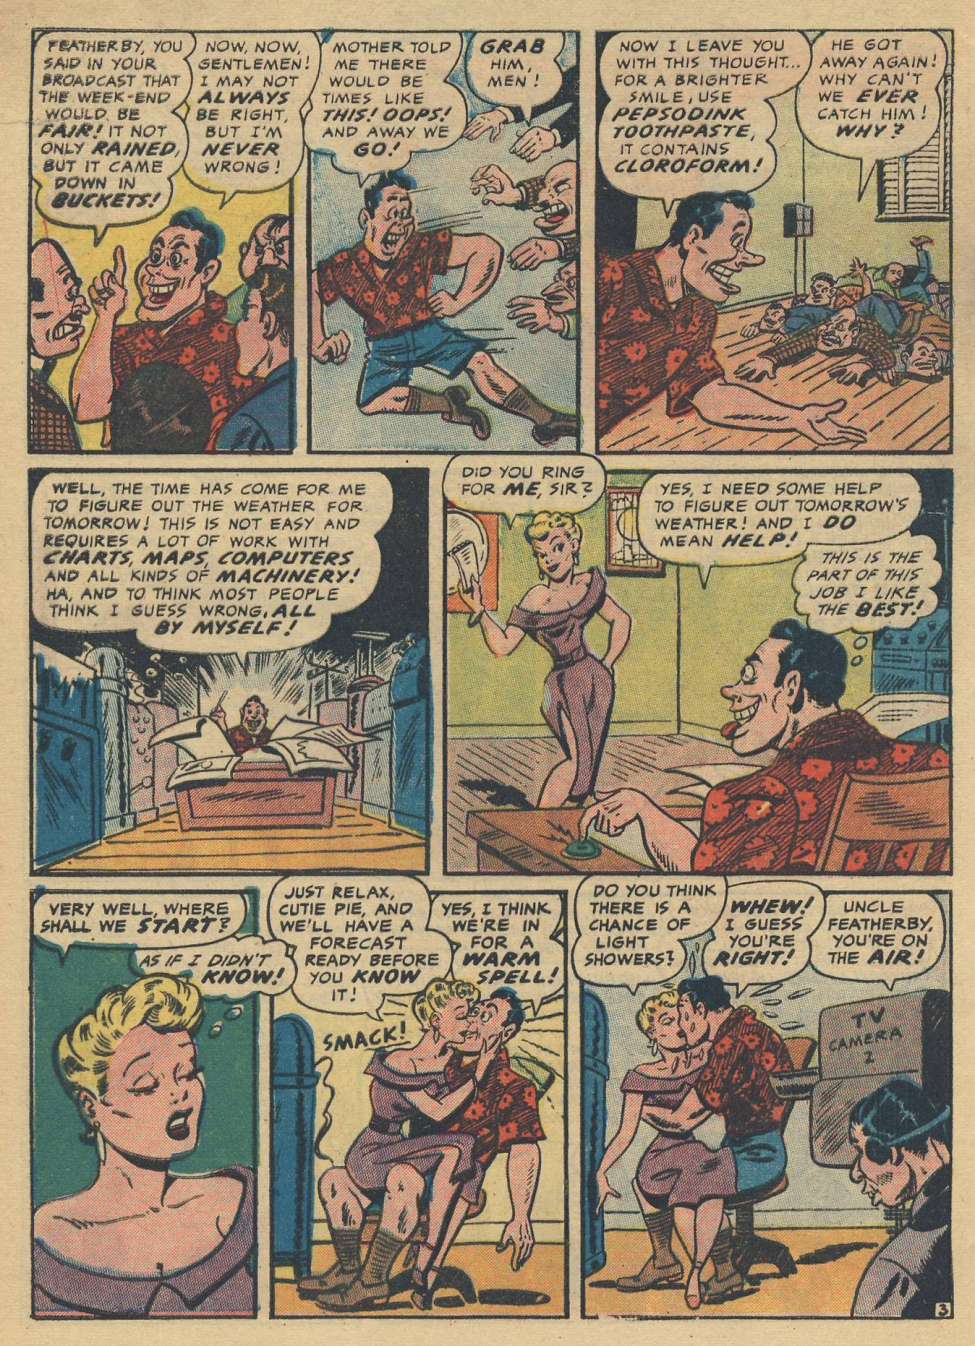 FEATHERBY, YOU
SAID IN YOUR
BROADCAST THAT
THE WEEK-END
WOULD BE
FAIR! IT NOT
ONLY RAINED,
BUT IT CAME
DOWN IN
BUCKETS!
NOW, NOW,
GENTLEMEN!
I MAY NOT
ALWAYS
BE RIGHT,
BUT I'M
NEVER
WRONG!
MOTHER TOLD
ME THERE
WOULD BE
TIMES LIKE
THIS! OOPS!
AND AWAY WE
GO!
GRAB
HIM,
MEN!
NOW I LEAVE YOU
WITH THIS THOUGHT...
FOR A BRIGHTER
SMILE, USE
PEPSODINK
TOOTHPASTE,
IT CONTAINS
CLOROFORM!
HE GOT
AWAY AGAIN!
WHY CAN'T
WE EVER
CATCH HIM!
WHY?
WELL, THE TIME HAS COME FOR ME
TO FIGURE OUT THE WEATHER FOR
TOMORROW! THIS IS NOT EASY AND
REQUIRES A LOT OF WORK WITH
CHARTS, MAPS, COMPUTERS
AND ALL KINDS OF MACHINERY!
HA, AND TO THINK MOST PEOPLE
THINK I GUESS WRONG, ALL
BY MYSELF!
DID YOU RING
FOR ME, SIR?
YES, I NEED SOME HELP
TO FIGURE OUT TOMORROW'S
WEATHER! AND I DO
MEAN HELP!
THIS IS THE
PART OF THIS
JOB I LIKE
THE BEST!
VERY WELL, WHERE
SHALL WE START?
AS IF I DIDN'T
KNOW!
JUST RELAX,
CUTIE PIE, AND
WE'LL HAVE A
FORECAST
READY BEFORE
YOU KNOW
IT!
YES, I THINK
WE'RE IN
FOR A
WARM
SPELL!
SMACK!
DO YOU THINK
THERE IS A
CHANCE OF
LIGHT
SHOWERS?
WHEW!
I GUESS
YOU'RE
RIGHT!
UNCLE
FEATHERBY,
YOU'RE ON
THE AIR!
TV
CAMERA
2
3